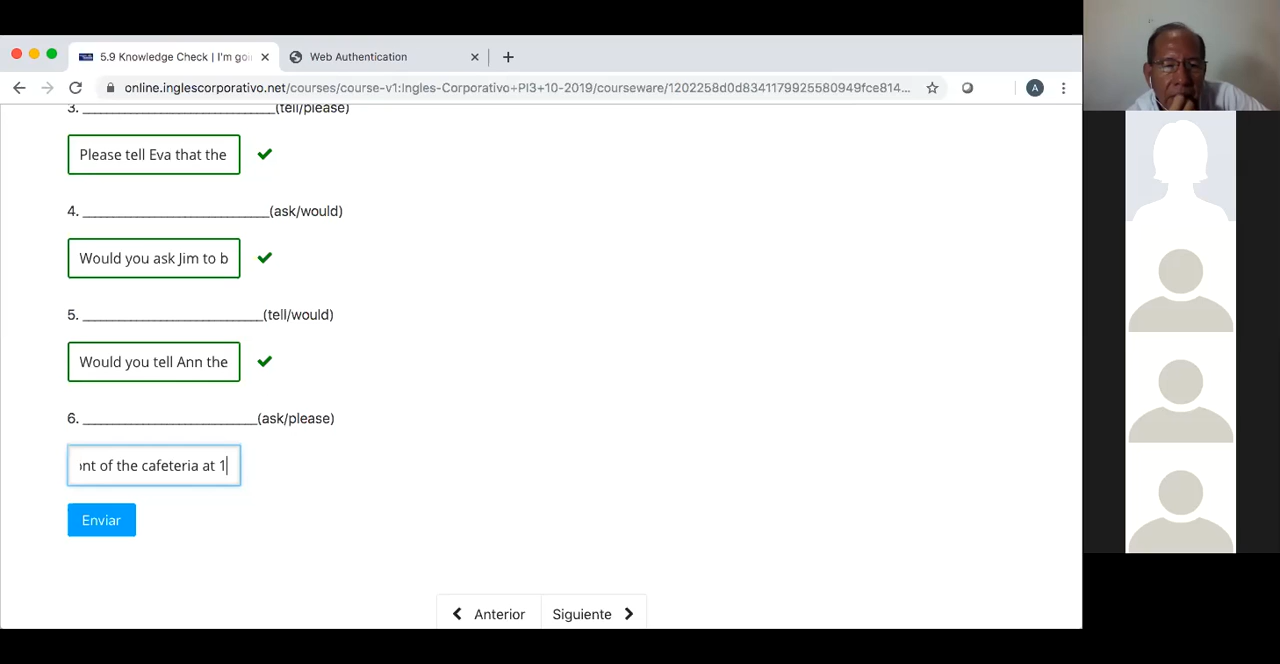 5.9 Knowledge Check | I'm goi
Web Authentication
online.inglescorporativo.net/courses/course-v1:Ingles-Corporativo+PI3+10-2019/courseware/1202258d0d8341179925580949fce814...
A
3. ____________________________(tell/please)
Please tell Eva that the
4. ___________________________(ask/would)
Would you ask Jim to b
5. __________________________(tell/would)
Would you tell Ann the
6. _________________________(ask/please)
ont of the cafeteria at 1
Enviar
Anterior
Siguiente